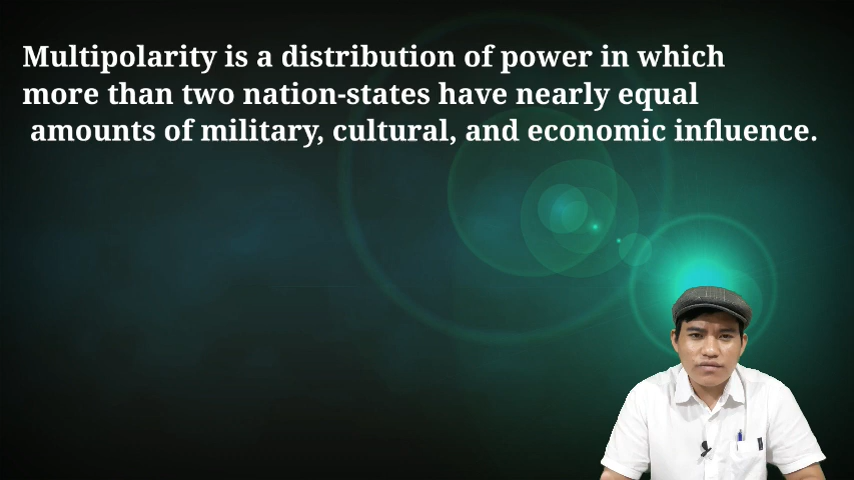 Multipolarity is a distribution of power in which
more than two nation-states have nearly equal
amounts of military, cultural, and economic influence.